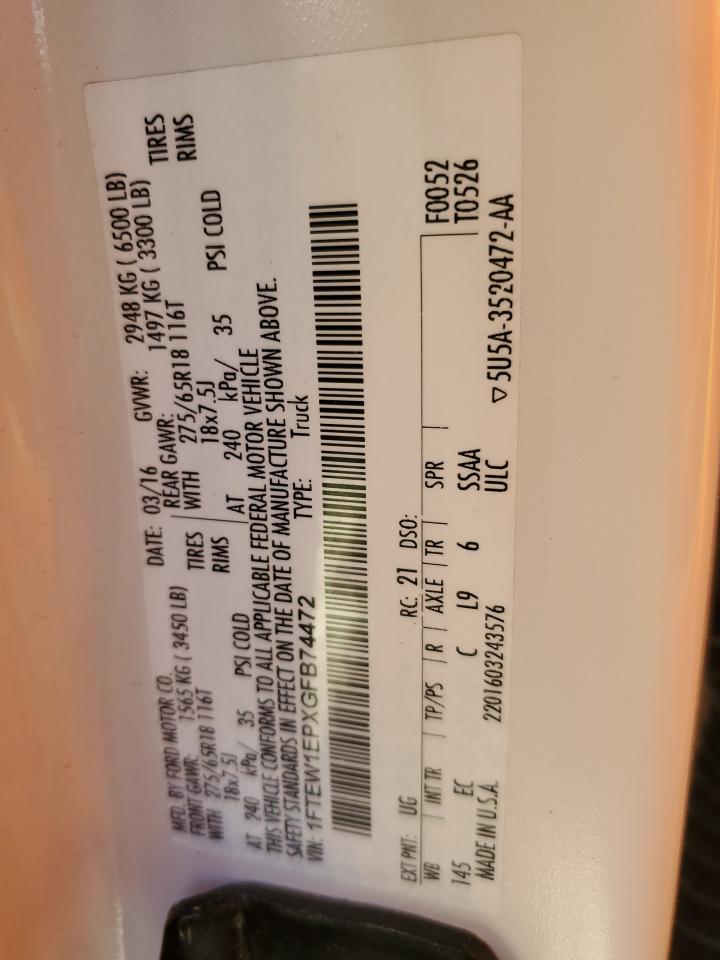 MFD. BY FORD MOTOR CO.
DATE: 03/16 GVWR: 2948 KG ( 6500 LB)
FRONT GAWR: 1565 KG ( 3450 LB) REAR GAWR: 1497 KG ( 3300 LB)
WITH 275/65R18 116T TIRES WITH 275/65R18 116T TIRES
18x7.5J RIMS 18x7.5J RIMS
AT 240 kPa/ 35 PSI COLD AT 240 kPa/ 35 PSI COLD
THIS VEHICLE CONFORMS TO ALL APPLICABLE FEDERAL MOTOR VEHICLE
SAFETY STANDARDS IN EFFECT ON THE DATE OF MANUFACTURE SHOWN ABOVE.
VIN: 1FTEW1EPXGFB74472 TYPE: Truck
EXT PNT: UG RC: 21 DSO:
WB INT TR TP/PS R AXLE TR SPR F0052
145 EC C L9 6 SSAA T0526
MADE IN U.S.A. 2201603243576 ULC
▽ 5U5A-3520472-AA